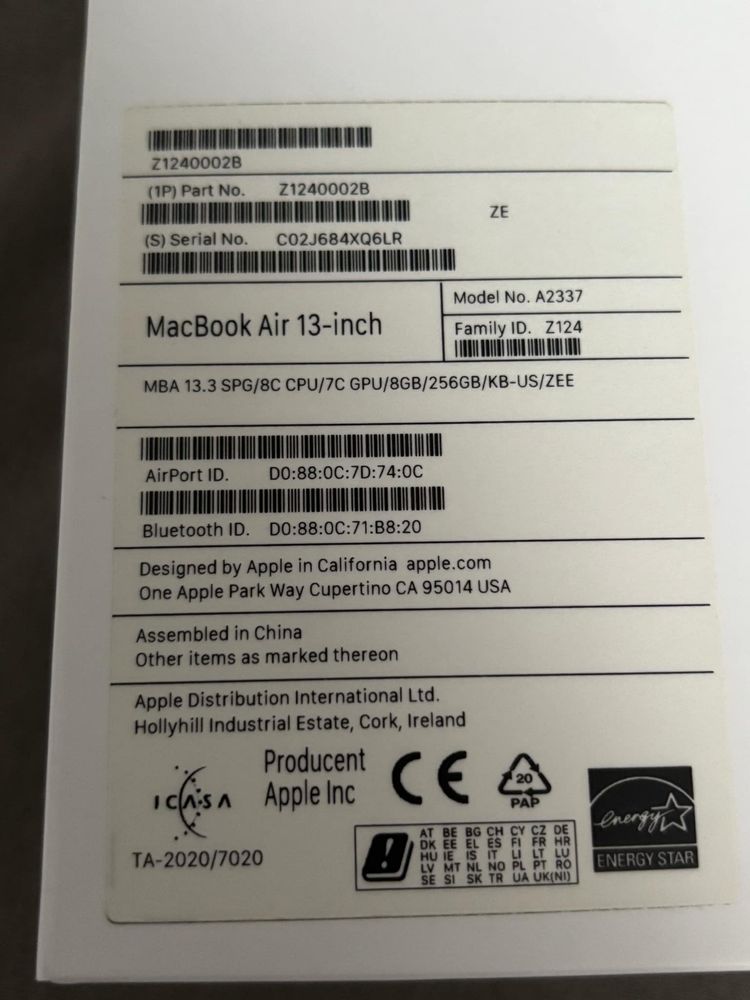 Z1240002B
(1P) Part No. Z1240002B
ZE
(S) Serial No. C02J684XQ6LR
MacBook Air 13-inch
Model No. A2337
Family ID. Z124
MBA 13.3 SPG/8C CPU/7C GPU/8GB/256GB/KB-US/ZEE
AirPort ID. D0:88:0C:7D:74:0C
Bluetooth ID. D0:88:0C:71:B8:20
Designed by Apple in California apple.com
One Apple Park Way Cupertino CA 95014 USA
Assembled in China
Other items as marked thereon
Apple Distribution International Ltd.
Hollyhill Industrial Estate, Cork, Ireland
ICASA
TA-2020/7020
Producent
Apple Inc
CE
20
PAP
AT BE BG CH CY CZ DE
DK EE EL ES FI FR HR
HU IE IS IT LI LT LU
LV MT NL NO PL PT RO
SE SI SK TR UA UK(NI)
energy
ENERGY STAR